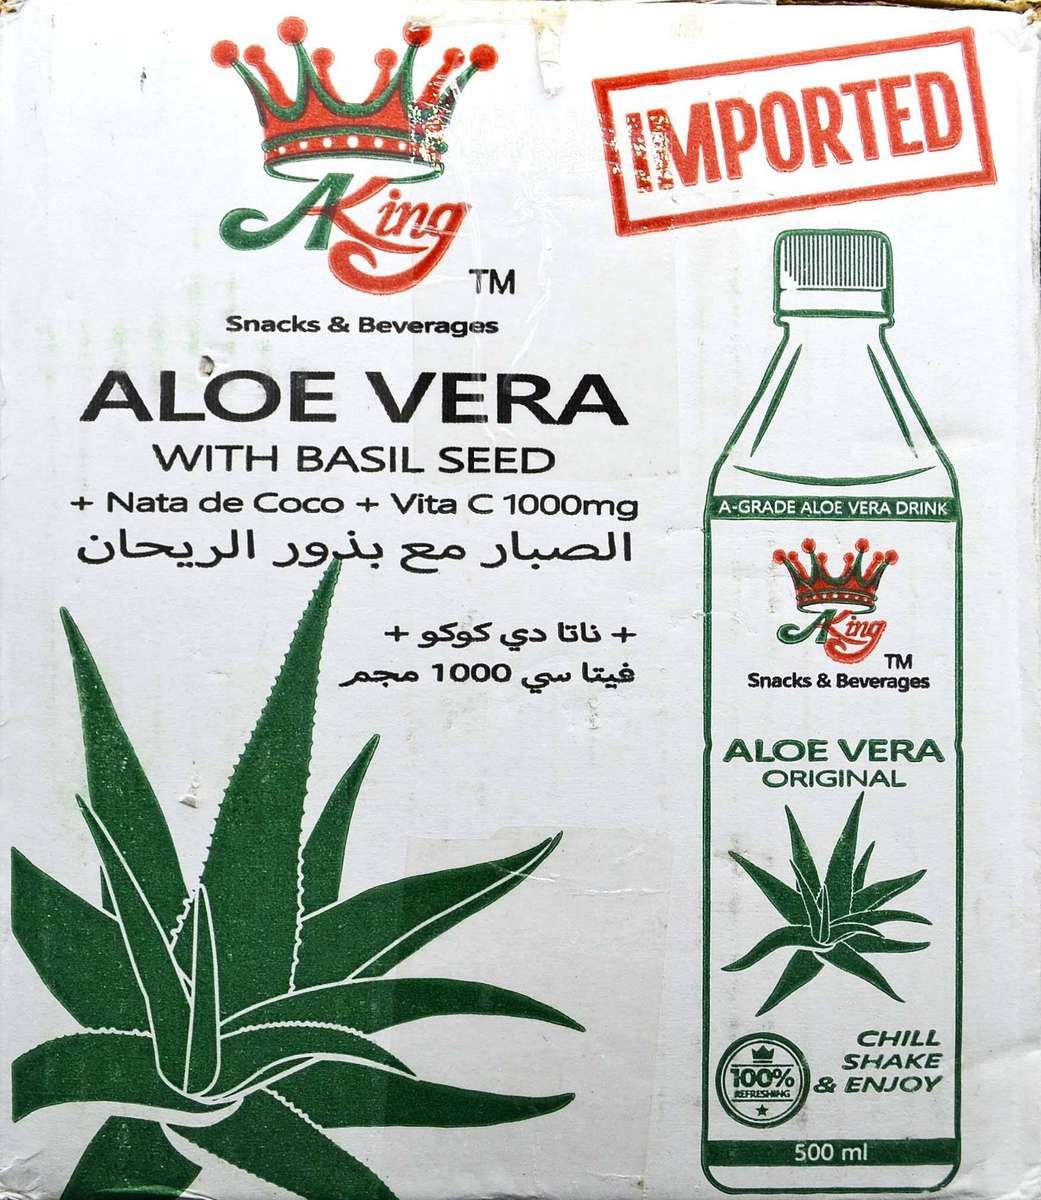 AKing
TM
Snacks & Beverages
IMPORTED
ALOE VERA
WITH BASIL SEED
+ Nata de Coco + Vita C 1000mg
الصبار مع بذور الريحان
+ ناتا دي كوكو +
فيتا سي 1000 مجم
A-GRADE ALOE VERA DRINK
AKing
TM
Snacks & Beverages
ALOE VERA
ORIGINAL
CHILL
SHAKE
& ENJOY
100%
REFRESHING
500 ml